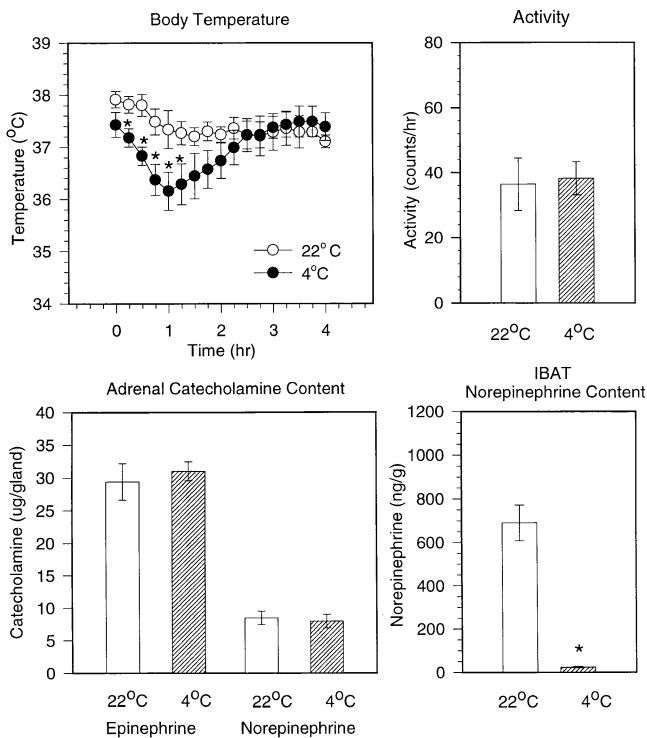 Body Temperature
Temperature (°C)
39
38
37
36
35
34
* * * * *
22°C
4°C
0 1 2 3 4
Time (hr)
Activity
Activity (counts/hr)
80
60
40
20
0
22°C 4°C
Adrenal Catecholamine Content
Catecholamine (ug/gland)
40
35
30
25
20
15
10
5
0
22°C 4°C 22°C 4°C
Epinephrine Norepinephrine
IBAT
Norepinephrine Content
Norepinephrine (ng/g)
1200
1000
800
600
400
200
0
*
22°C 4°C